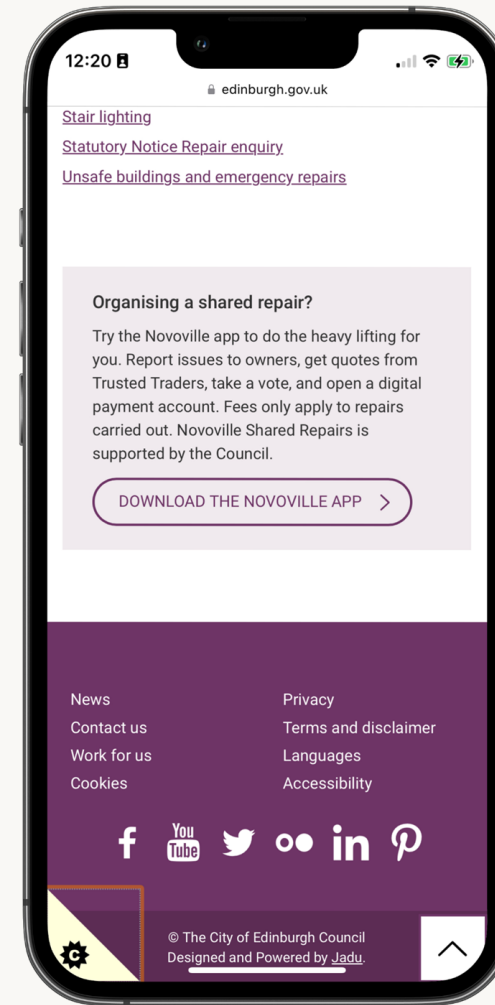 12:20
edinburgh.gov.uk
Stair lighting
Statutory Notice Repair enquiry
Unsafe buildings and emergency repairs
Organising a shared repair?
Try the Novoville app to do the heavy lifting for
you. Report issues to owners, get quotes from
Trusted Traders, take a vote, and open a digital
payment account. Fees only apply to repairs
carried out. Novoville Shared Repairs is
supported by the Council.
DOWNLOAD THE NOVOVILLE APP
News
Contact us
Work for us
Cookies
Privacy
Terms and disclaimer
Languages
Accessibility
f
You
Tube
in
© The City of Edinburgh Council
Designed and Powered by Jadu.
C